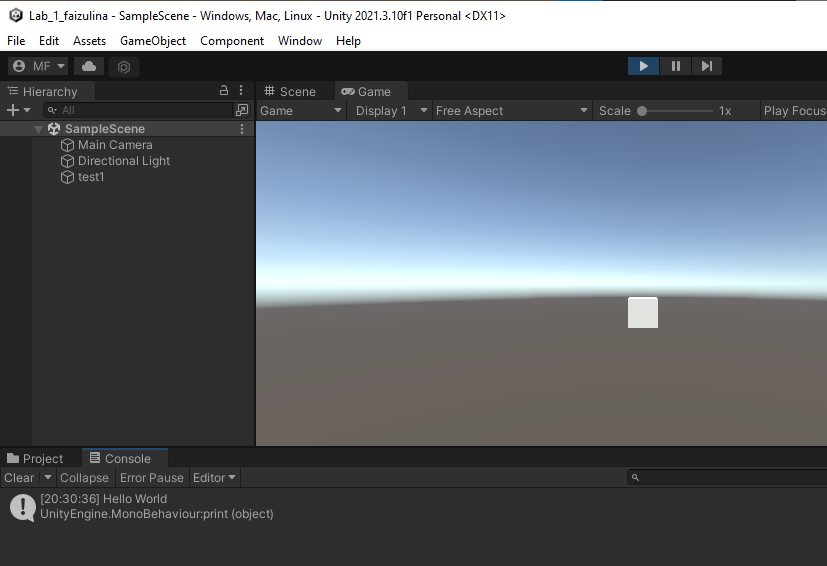 Lab_1_faizulina - SampleScene - Windows, Mac, Linux - Unity 2021.3.10f1 Personal <DX11>
File Edit Assets GameObject Component Window Help
MF
Hierarchy
All
SampleScene
Main Camera
Directional Light
test1
Scene Game
Game Display 1 Free Aspect Scale 1x Play Focus
Project Console
Clear Collapse Error Pause Editor
[20:30:36] Hello World
UnityEngine.MonoBehaviour:print (object)